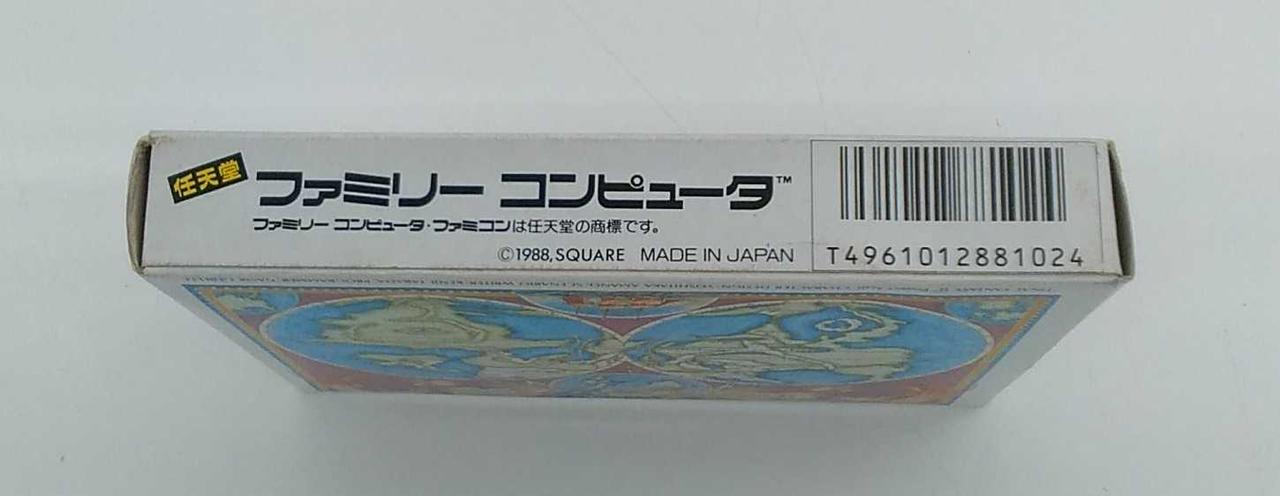 任天堂
ファミリー コンピュータ™
ファミリー コンピュータ・ファミコンは任天堂の商標です。
©1988, SQUARE MADE IN JAPAN
T4961012881024